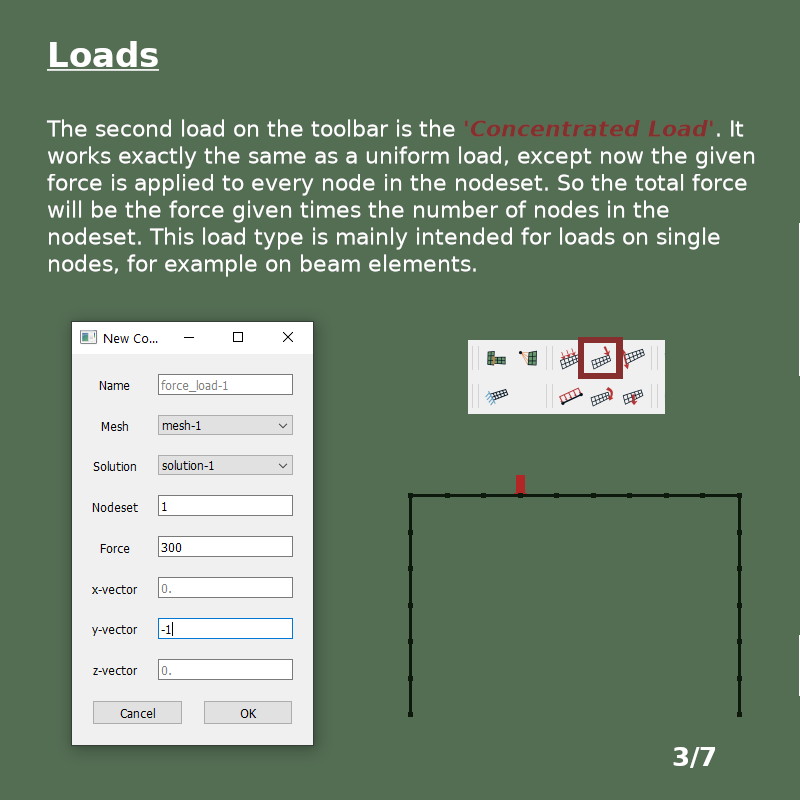 Loads
The second load on the toolbar is the 'Concentrated Load'. It
works exactly the same as a uniform load, except now the given
force is applied to every node in the nodeset. So the total force
will be the force given times the number of nodes in the
nodeset. This load type is mainly intended for loads on single
nodes, for example on beam elements.
New Co...
Name force_load-1
Mesh mesh-1
Solution solution-1
Nodeset 1
Force 300
x-vector 0.
y-vector -1
z-vector 0.
Cancel OK
3/7